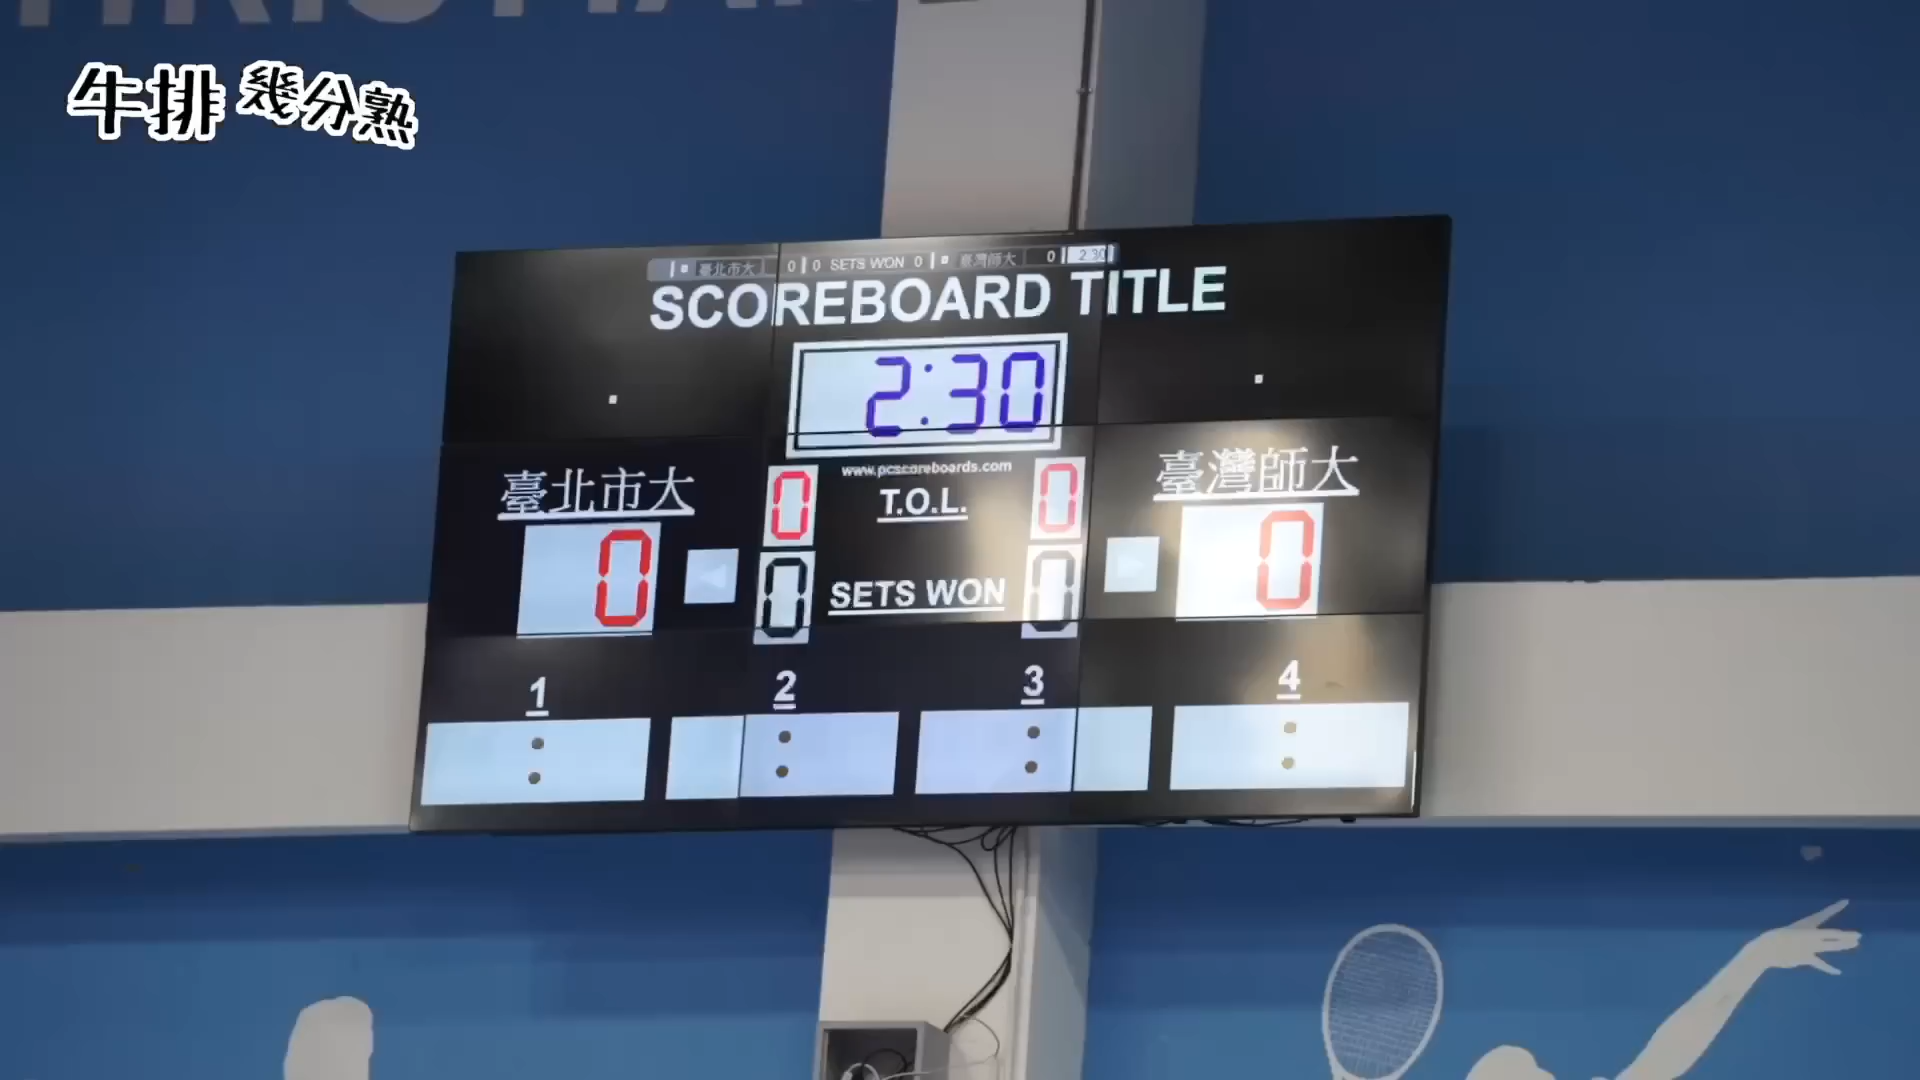 牛排幾分熟
臺北市大 0 0 SETS WON 0 臺灣師大 0 2:30
SCOREBOARD TITLE
2:30
www.pcscoreboards.com
臺北市大 0 T.O.L. 0 臺灣師大
0 0 SETS WON 0 0
1 2 3 4
: : : :